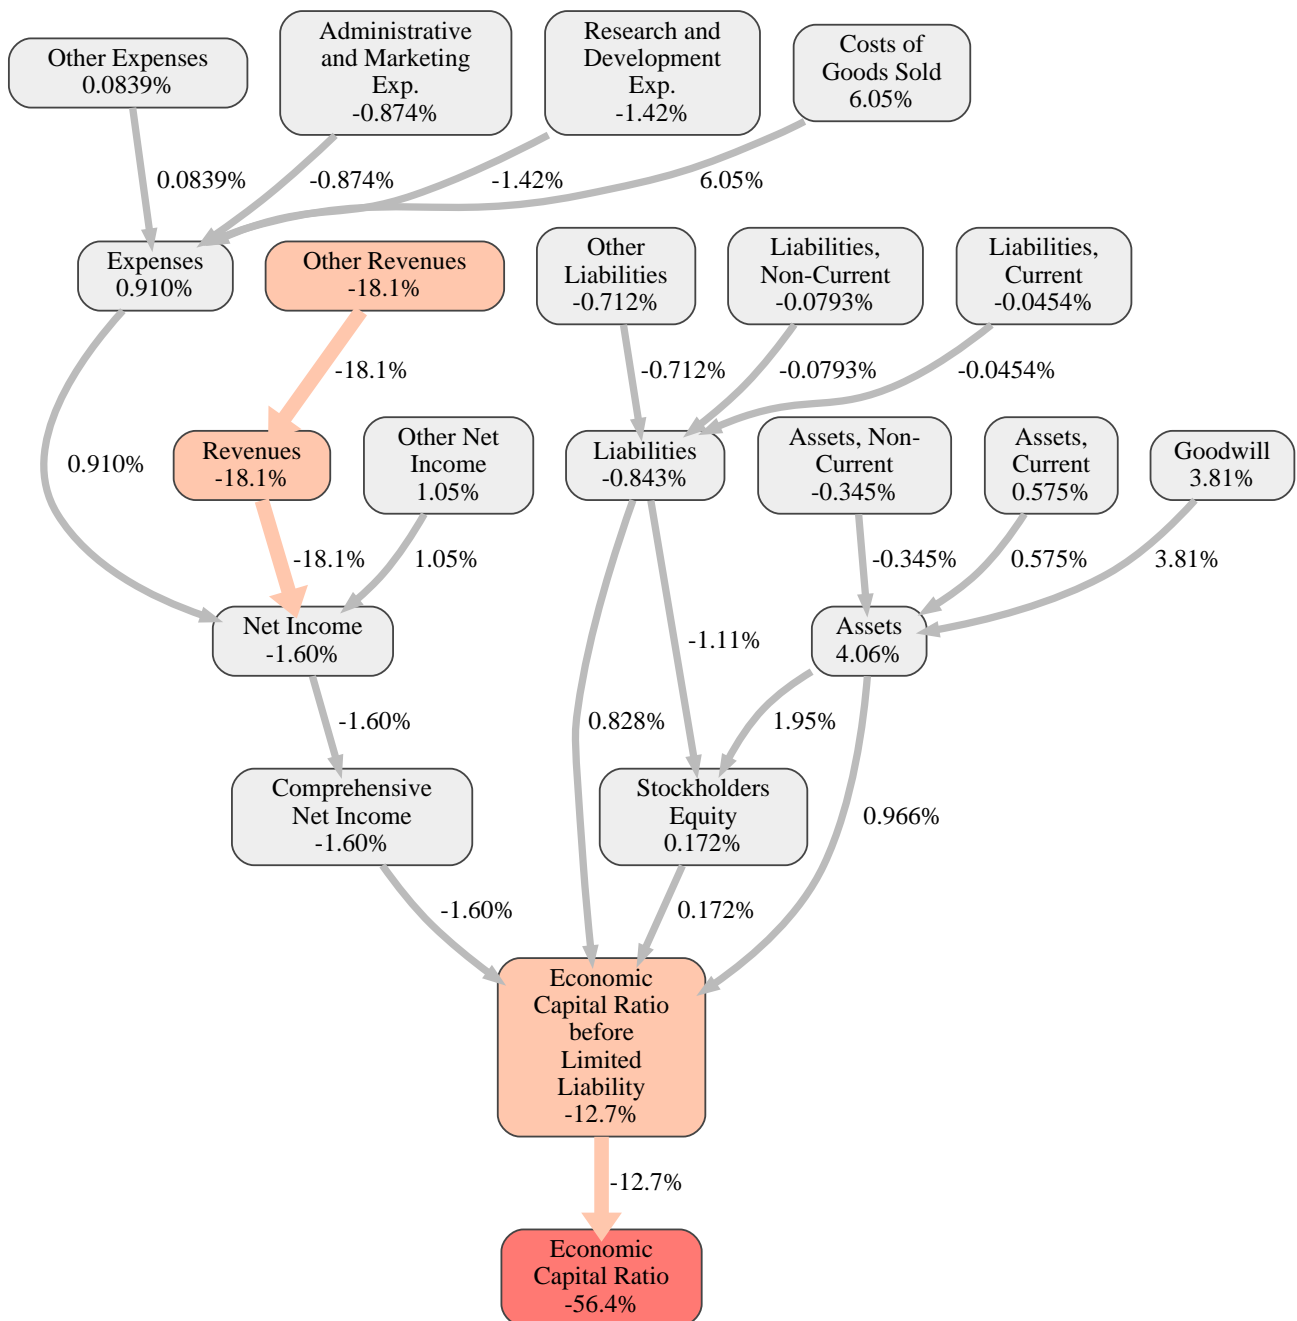 Other Expenses
0.0839%
Administrative
and Marketing
Exp.
-0.874%
Research and
Development
Exp.
-1.42%
Costs of
Goods Sold
6.05%
0.0839%
-0.874%
-1.42%
6.05%
Expenses
0.910%
Other Revenues
-18.1%
Other
Liabilities
-0.712%
Liabilities,
Non-Current
-0.0793%
Liabilities,
Current
-0.0454%
-18.1%
-0.712%
-0.0793%
-0.0454%
0.910%
Revenues
-18.1%
Other Net
Income
1.05%
Liabilities
-0.843%
Assets, Non-
Current
-0.345%
Assets,
Current
0.575%
Goodwill
3.81%
-18.1%
1.05%
-0.345%
0.575%
3.81%
Net Income
-1.60%
-1.11%
Assets
4.06%
-1.60%
0.828%
1.95%
Comprehensive
Net Income
-1.60%
Stockholders
Equity
0.172%
0.966%
-1.60%
0.172%
Economic
Capital Ratio
before
Limited
Liability
-12.7%
-12.7%
Economic
Capital Ratio
-56.4%